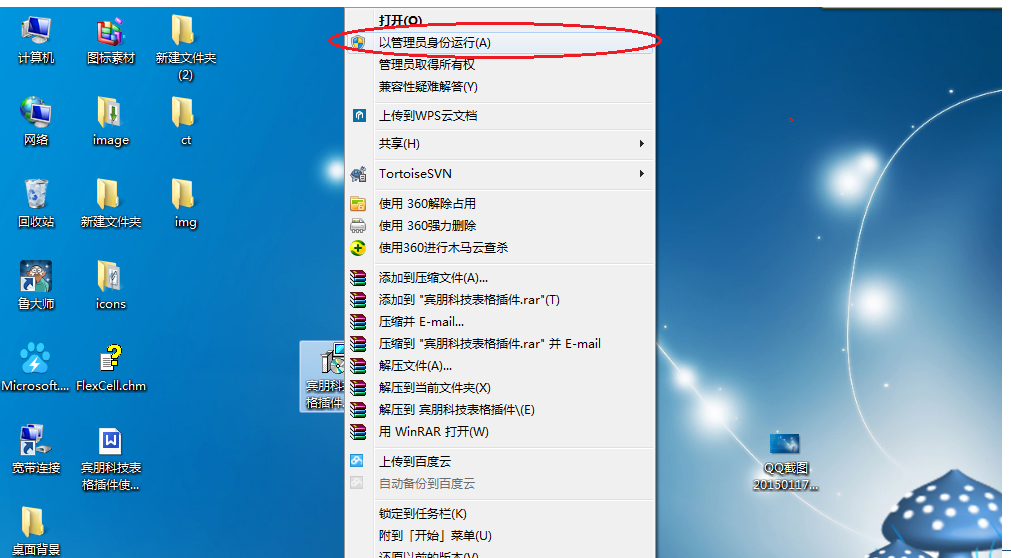 计算机
图标素材
新建文件夹
(2)
网络
image
ct
回收站
新建文件夹
img
鲁大师
icons
Microsoft....
FlexCell.chm
宽带连接
宾朋科技表
格插件使...
桌面背景
宾朋科
格插件
打开(O)
以管理员身份运行(A)
管理员取得所有权
兼容性疑难解答(Y)
上传到WPS云文档
共享(H)
TortoiseSVN
使用 360解除占用
使用 360强力删除
使用360进行木马云查杀
添加到压缩文件(A)...
添加到 "宾朋科技表格插件.rar"(T)
压缩并 E-mail...
压缩到 "宾朋科技表格插件.rar" 并 E-mail
解压文件(A)...
解压到当前文件夹(X)
解压到 宾朋科技表格插件\(E)
用 WinRAR 打开(W)
上传到百度云
自动备份到百度云
锁定到任务栏(K)
附到「开始」菜单(U)
还原以前的版本(V)
QQ截图
20150117...